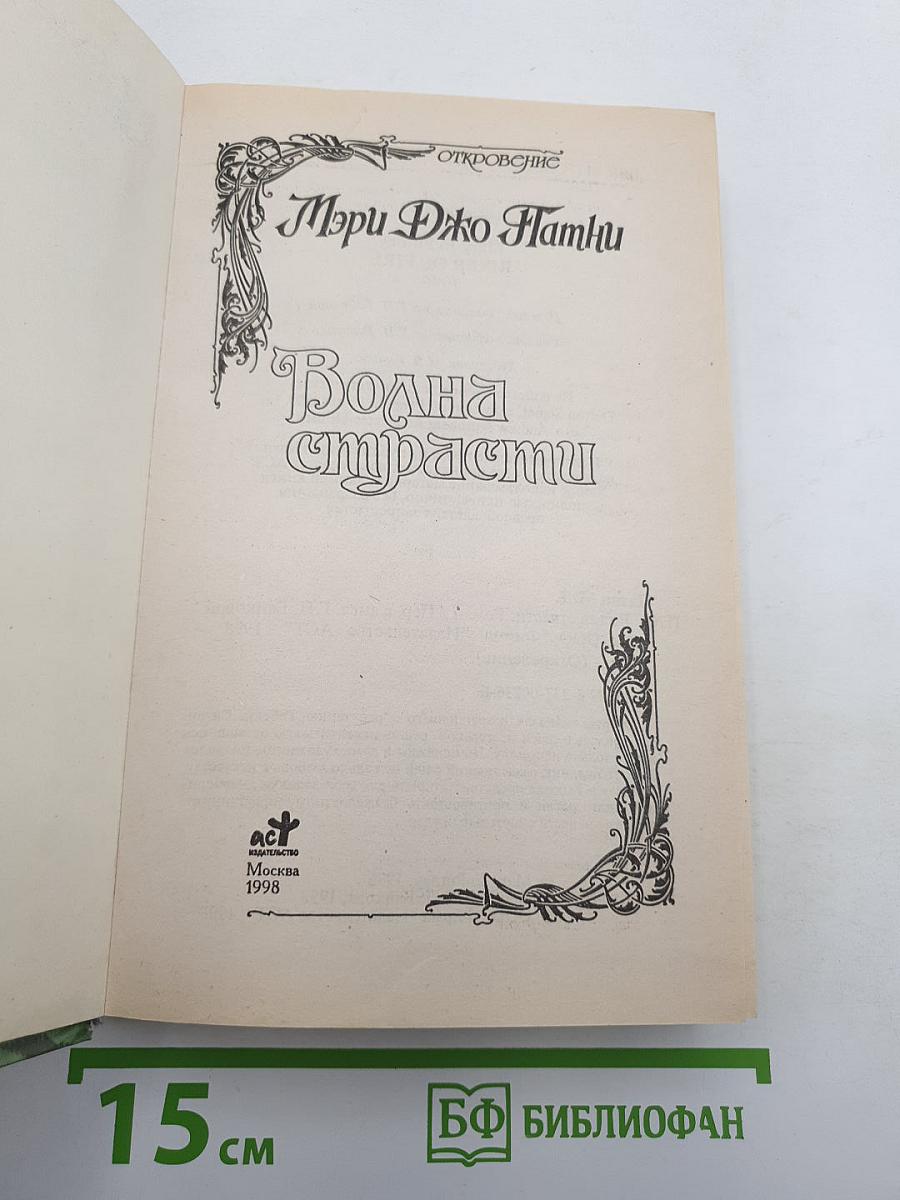 ОТКРОВЕНИЕ
Мэри Джо Патни
Волна
страсти
аст
ИЗДАТЕЛЬСТВО
Москва
1998
15 см
БФ БИБЛИОФАН